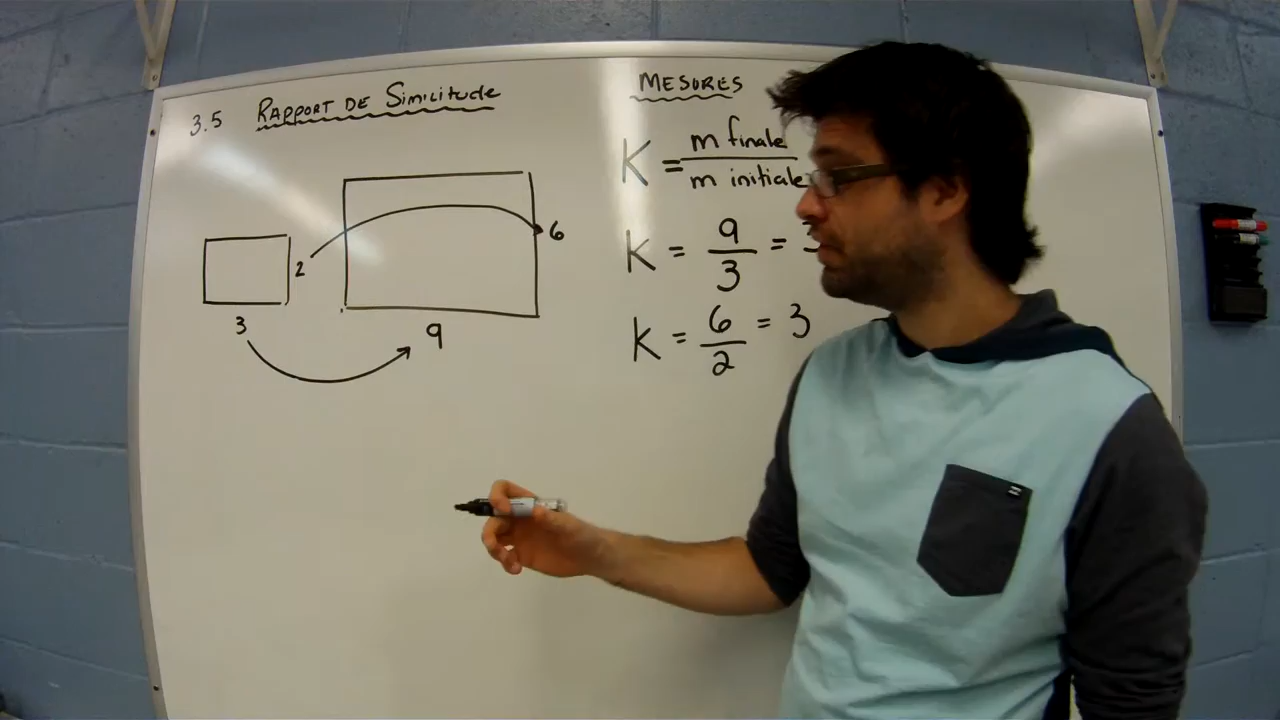 3.5 RAPPORT DE SIMILITUDE
2
6
3
9
MESURES
K = m finale / m initiale
K = 9 / 3 = 3
K = 6 / 2 = 3